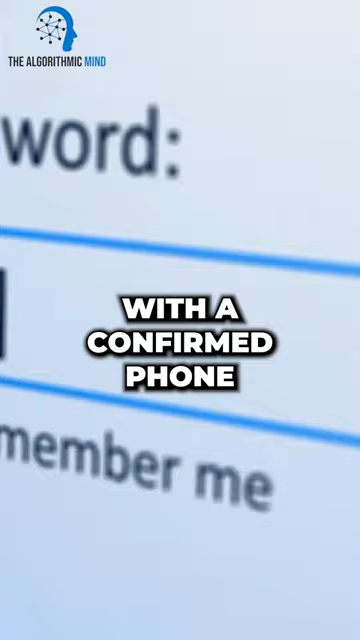 THE ALGORITHMIC MIND
word:
WITH A
CONFIRMED
PHONE
member me